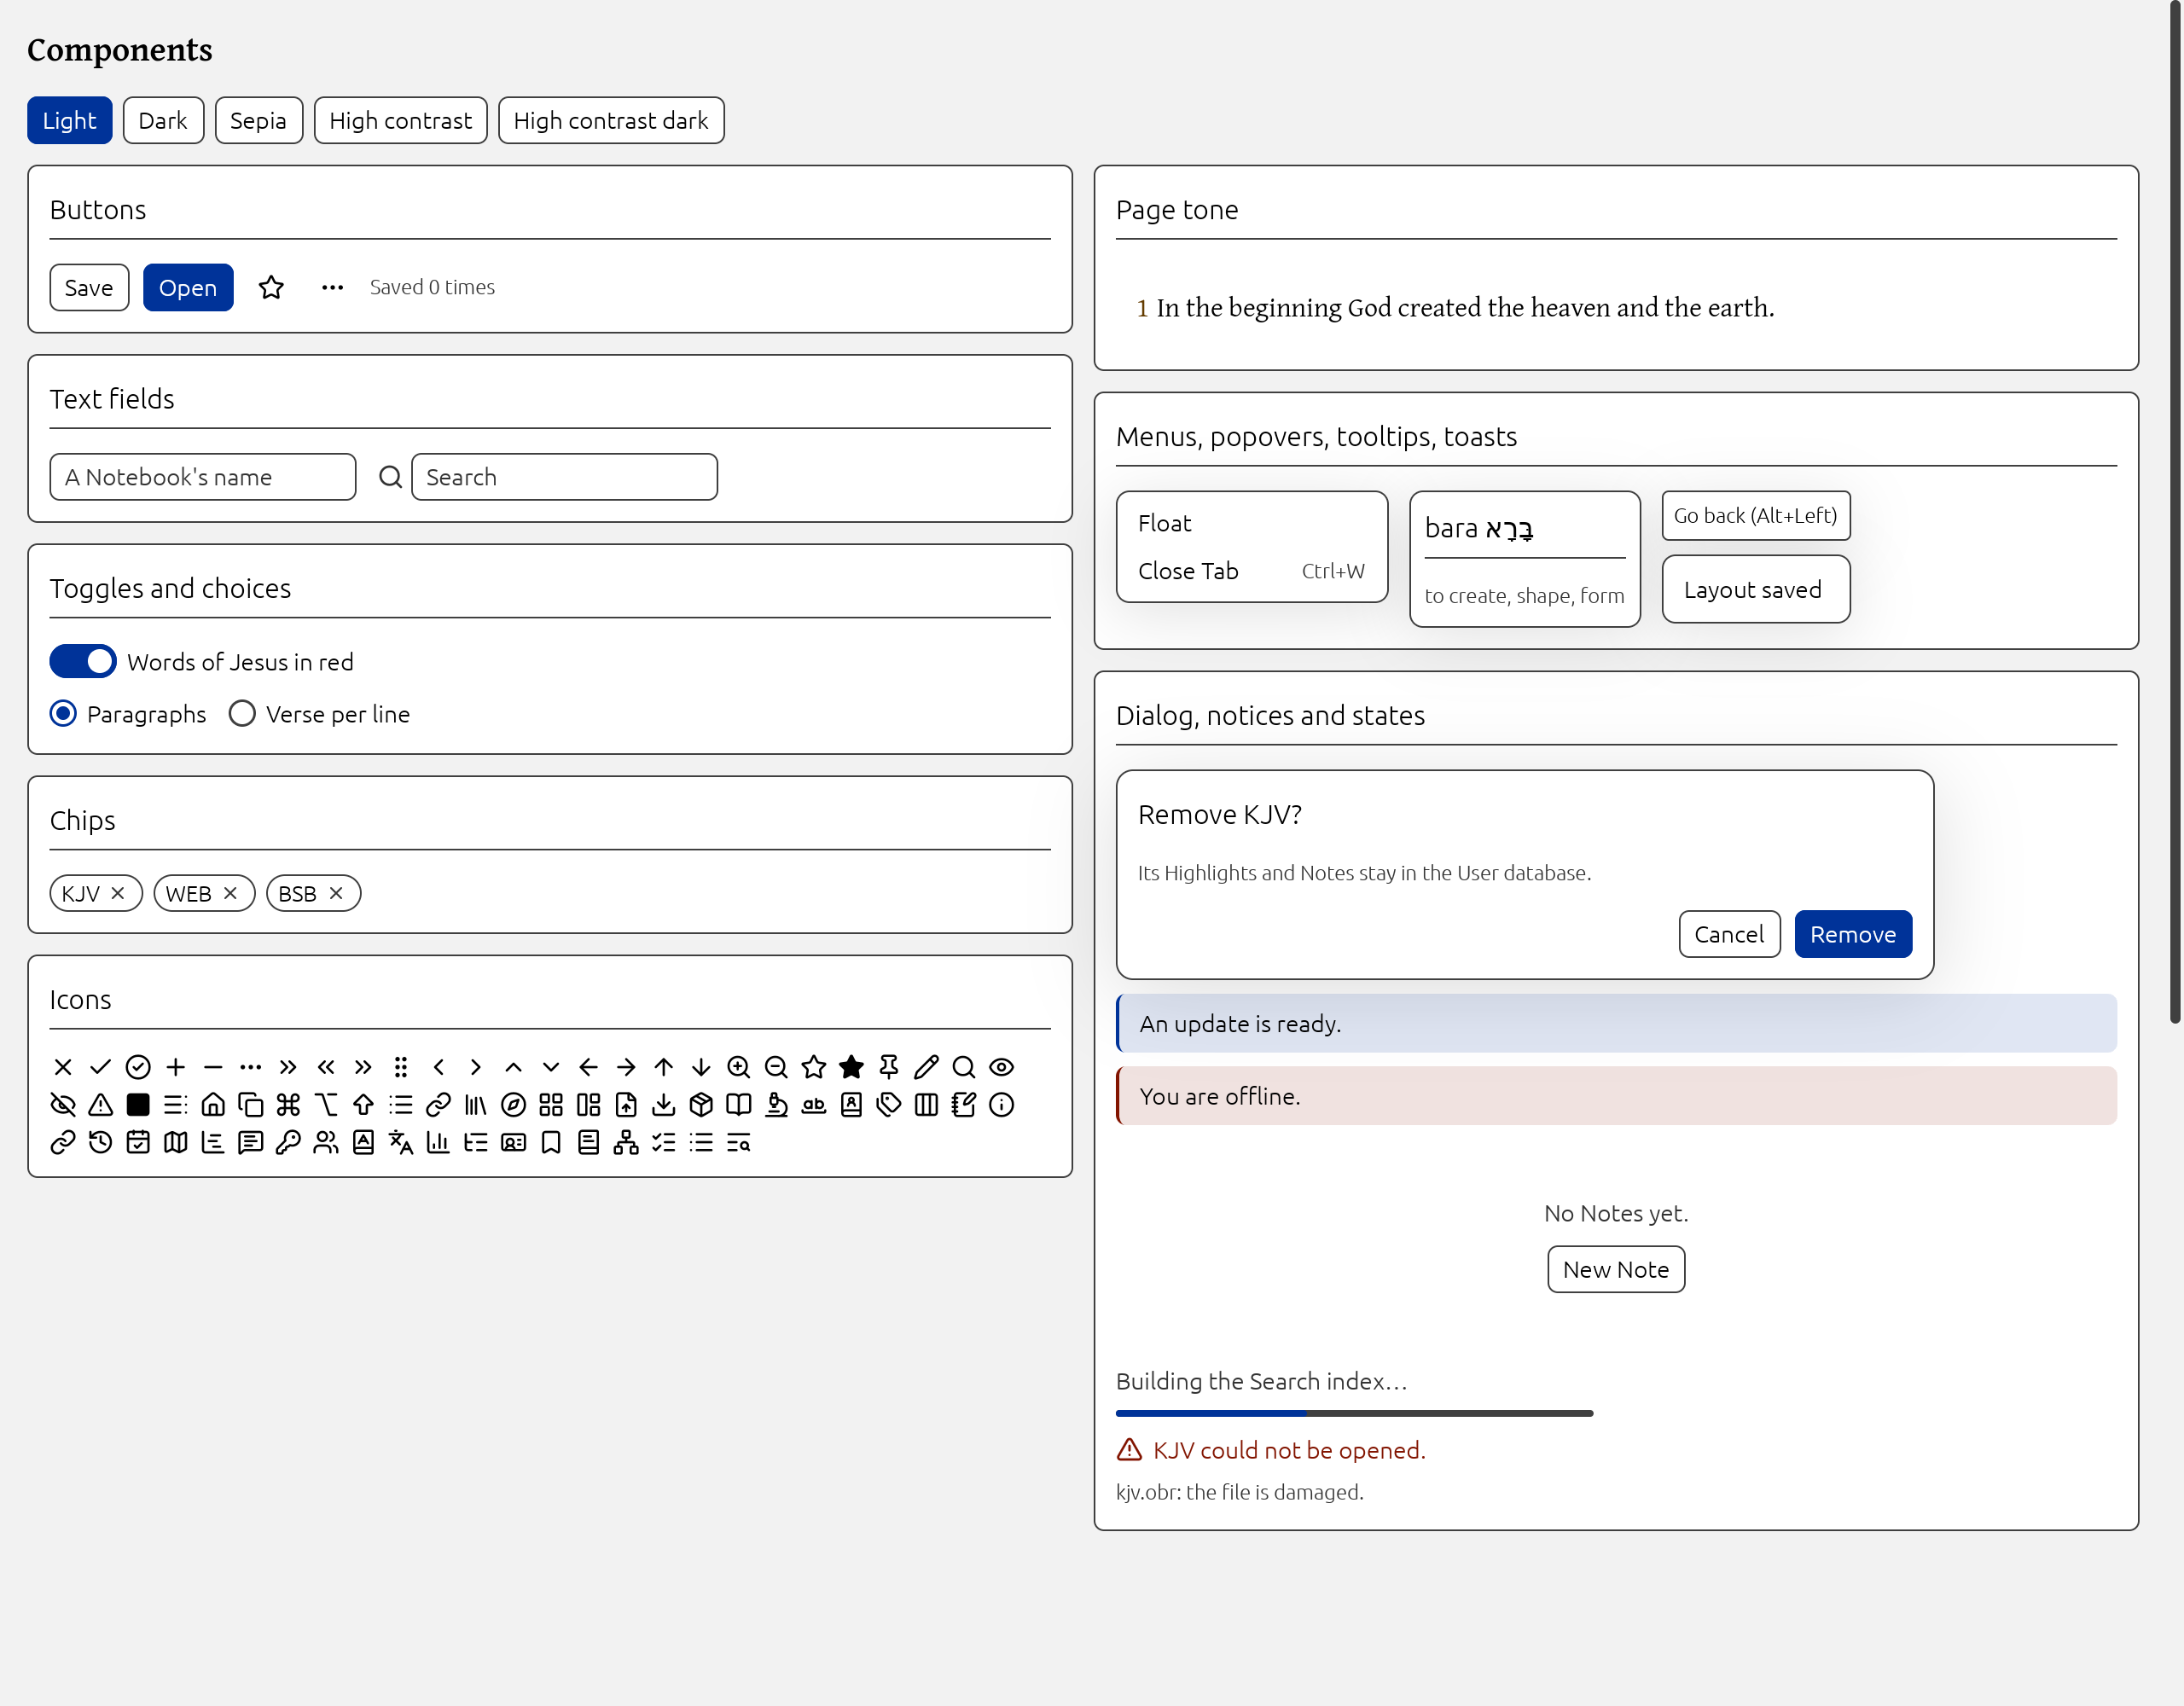 Components
Light Dark Sepia High contrast High contrast dark
Buttons
Save Open Saved 0 times
Text fields
A Notebook's name Search
Toggles and choices
Words of Jesus in red
Paragraphs Verse per line
Chips
KJV WEB BSB
Icons
Page tone
1 In the beginning God created the heaven and the earth.
Menus, popovers, tooltips, toasts
Float
Close Tab Ctrl+W
bara בָּרָא
to create, shape, form
Go back (Alt+Left)
Layout saved
Dialog, notices and states
Remove KJV?
Its Highlights and Notes stay in the User database.
Cancel Remove
An update is ready.
You are offline.
No Notes yet.
New Note
Building the Search index…
KJV could not be opened.
kjv.obr: the file is damaged.